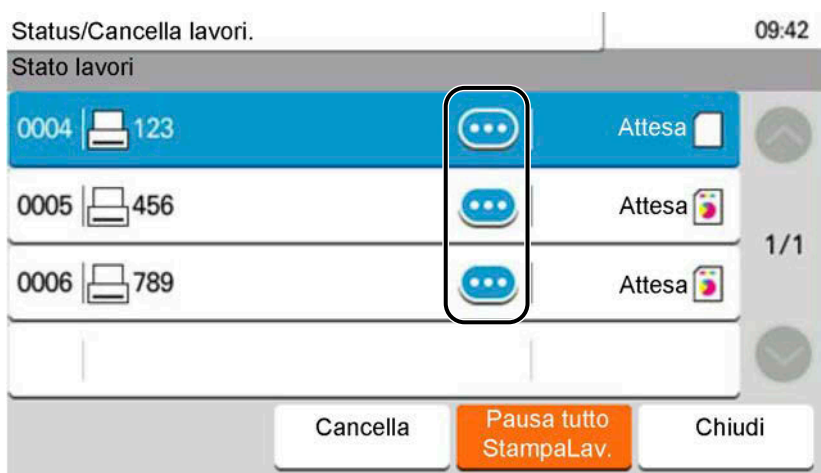 Status/Cancella lavori. 09:42
Stato lavori
0004 123 Attesa
0005 456 Attesa
1/1
0006 789 Attesa
Cancella Pausa tutto StampaLav. Chiudi